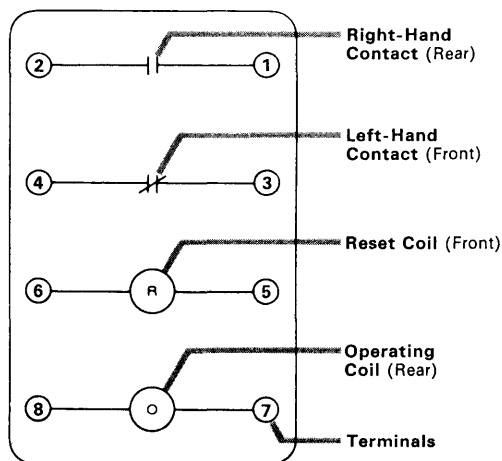 Right-Hand
Contact (Rear)
2 1
Left-Hand
Contact (Front)
4 3
Reset Coil (Front)
6 R 5
Operating
Coil (Rear)
8 O 7
Terminals